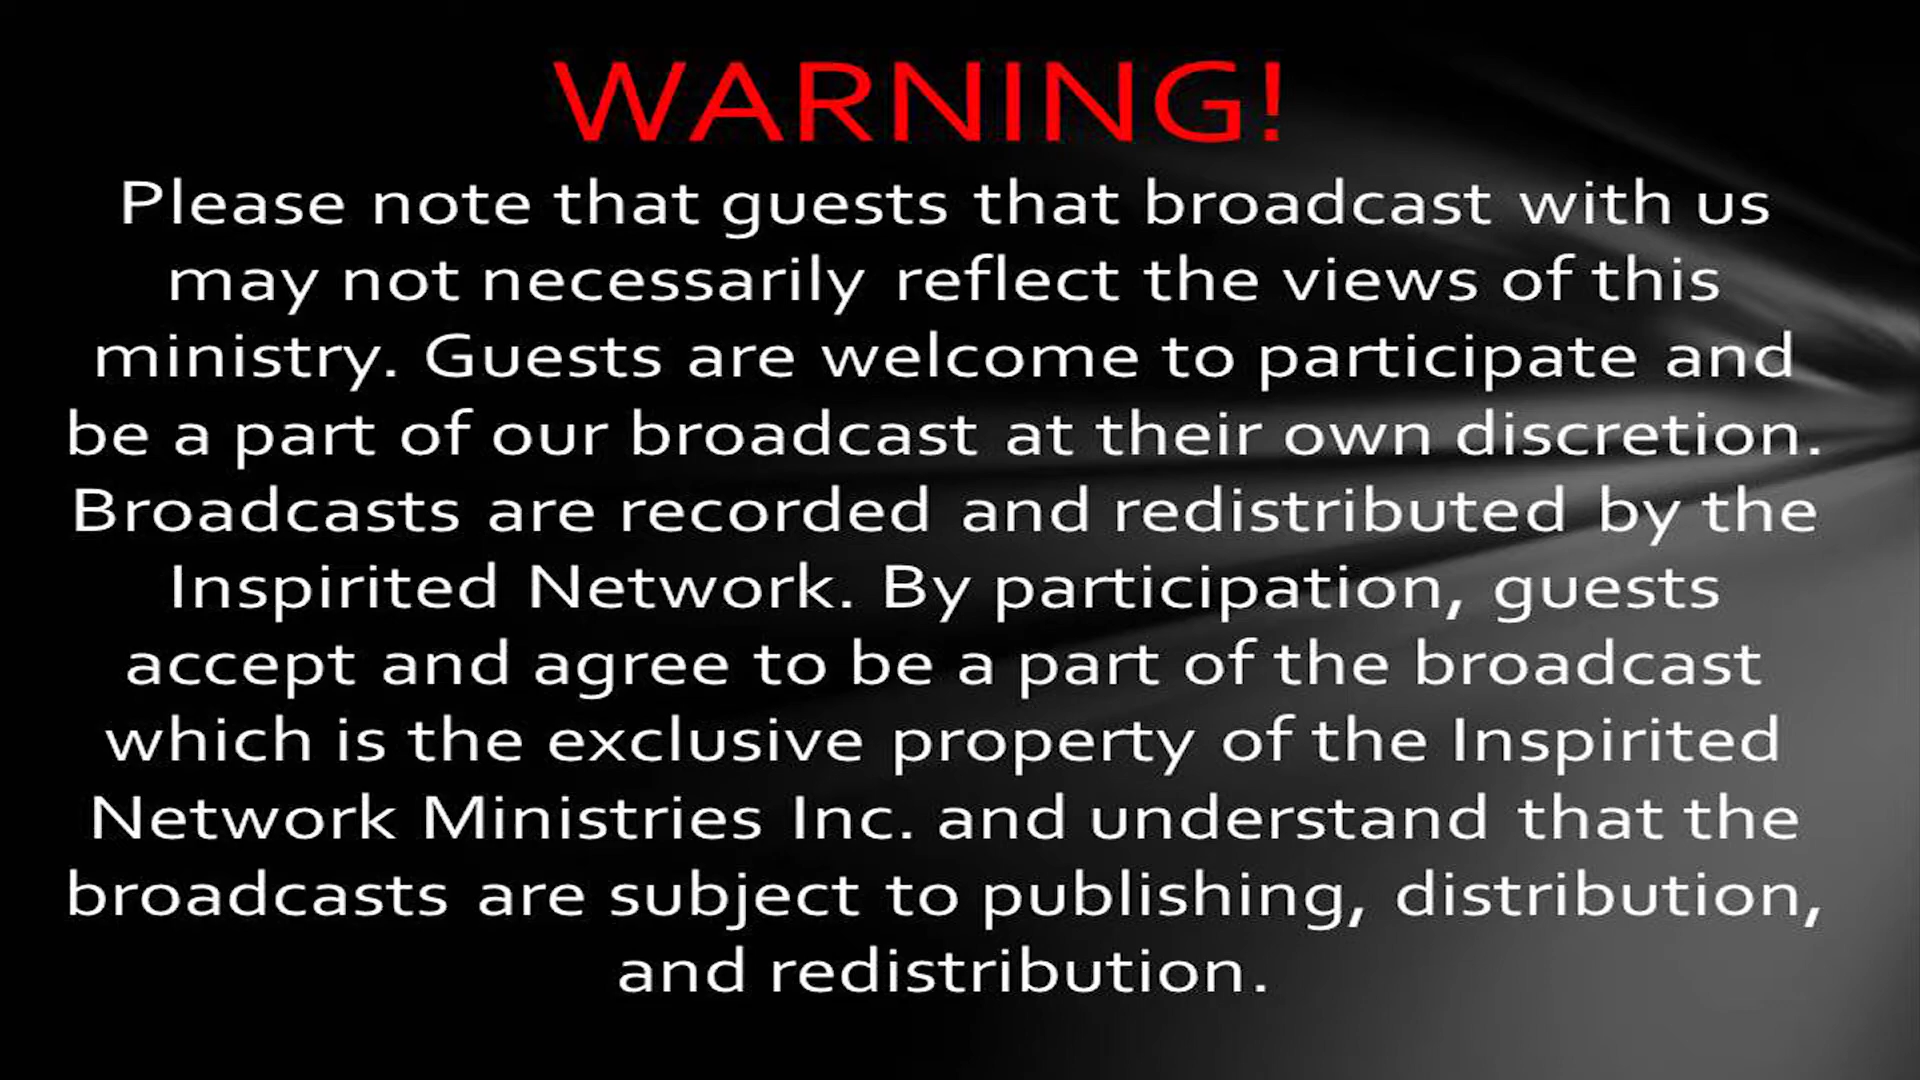 WARNING!
Please note that guests that broadcast with us
may not necessarily reflect the views of this
ministry. Guests are welcome to participate and
be a part of our broadcast at their own discretion.
Broadcasts are recorded and redistributed by the
Inspirited Network. By participation, guests
accept and agree to be a part of the broadcast
which is the exclusive property of the Inspirited
Network Ministries Inc. and understand that the
broadcasts are subject to publishing, distribution,
and redistribution.